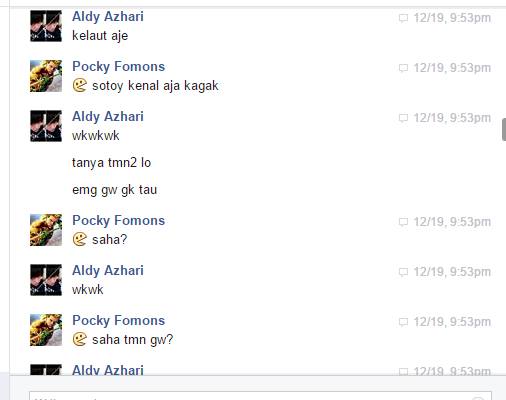 Aldy Azhari 12/19, 9:53pm
kelaut aje
Pocky Fomons 12/19, 9:53pm
sotoy kenal aja kagak
Aldy Azhari 12/19, 9:53pm
wkwkwk
tanya tmn2 lo
emg gw gk tau
Pocky Fomons 12/19, 9:53pm
saha?
Aldy Azhari 12/19, 9:53pm
wkwk
Pocky Fomons 12/19, 9:53pm
saha tmn gw?
Aldy Azhari 12/19, 9:53pm